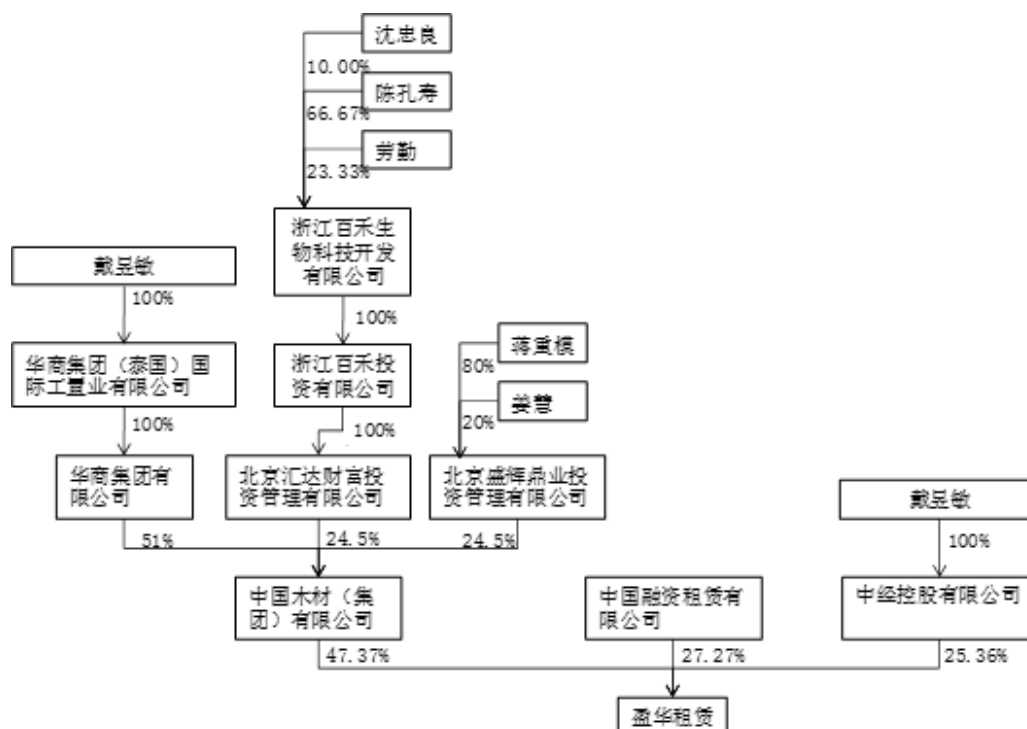 沈忠良
10.00%
陈孔寿
66.67%
劳勤
23.33%
浙江百禾生
物科技开发
有限公司
戴昱敏
100%
100%
华商集团（泰国）国
际工置业有限公司
浙江百禾投
资有限公司
蒋重模
80%
姜慧
20%
100%
100%
华商集团有
限公司
北京汇达财富投
资管理有限公司
北京盛辉鼎业投
资管理有限公司
戴昱敏
51%
24.5%
24.5%
100%
中国木材（集
团）有限公司
中国融资租赁有
限公司
中经控股有限公司
47.37%
27.27%
25.36%
盈华租赁